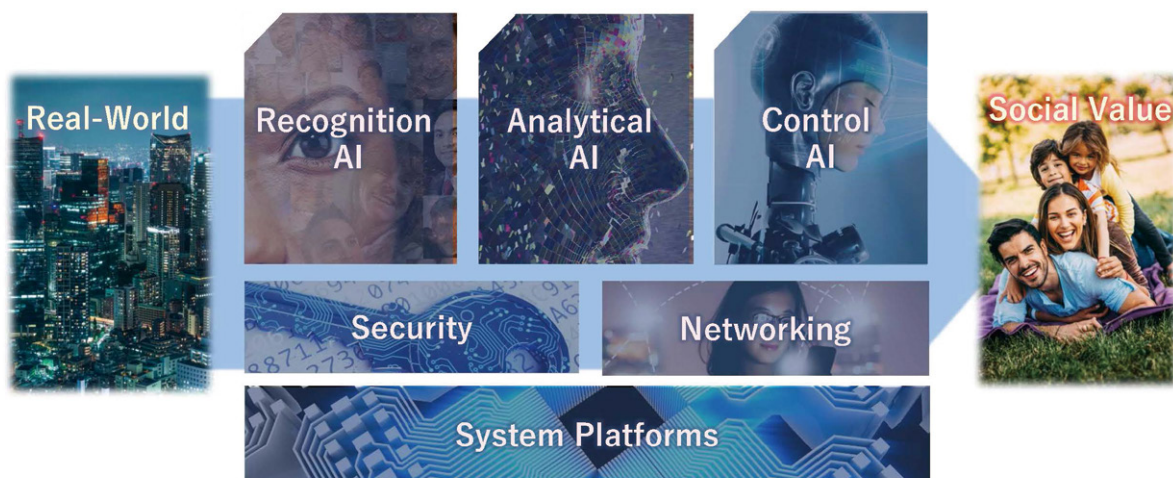 Real-World
Recognition
AI
Analytical
AI
Control
AI
Social Value
Security
Networking
System Platforms